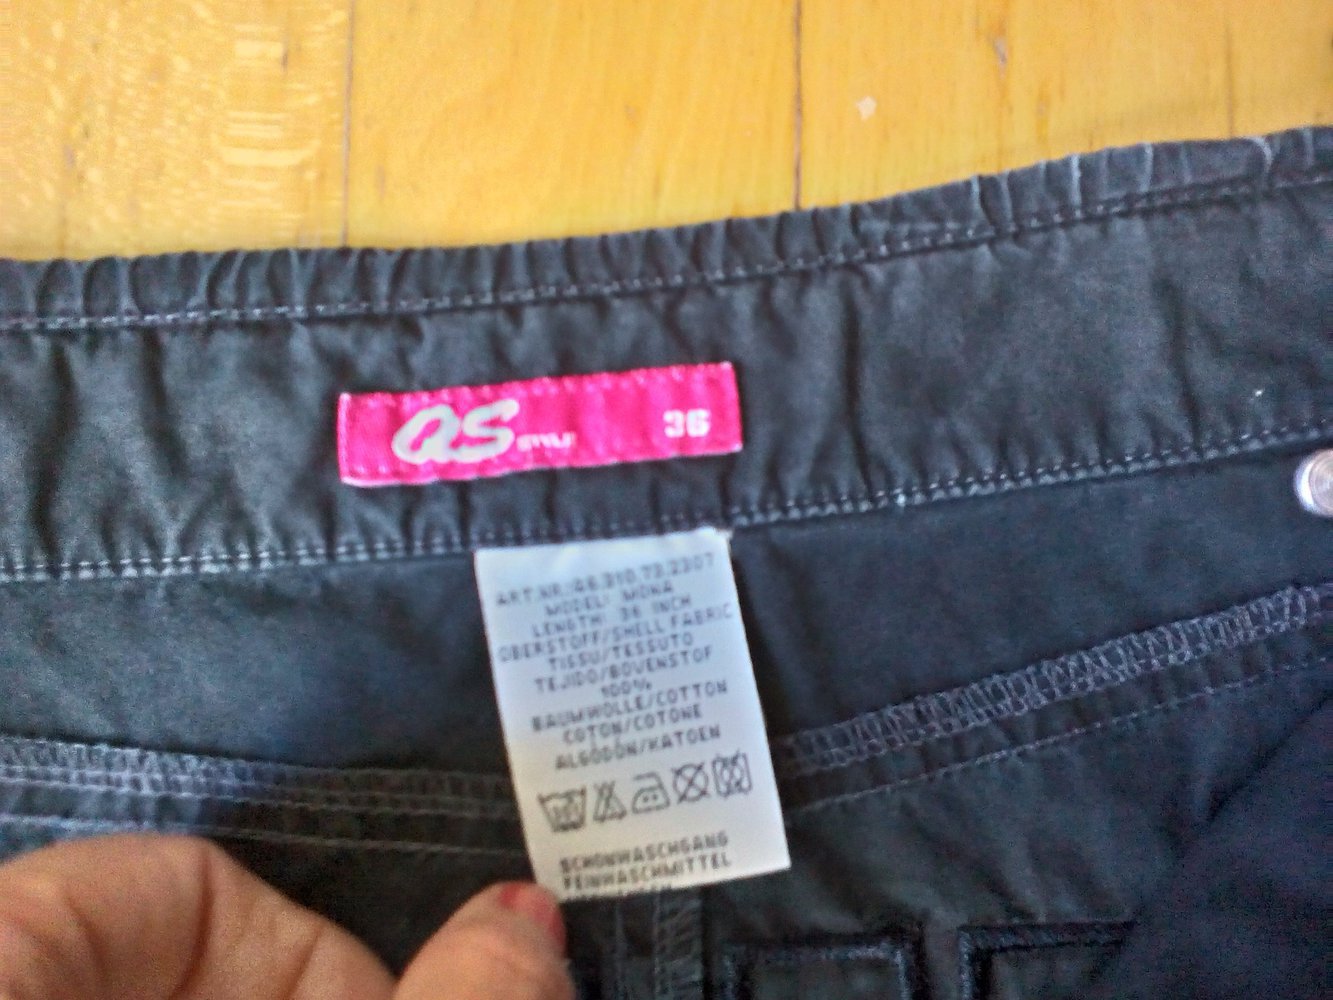 QS STYLE 36
ART.NR.:46.310.73.2307
MODEL: MONA
LENGTH: 36 INCH
OBERSTOFF/SHELL FABRIC
TISSU/TESSUTO
TEJIDO/BOVENSTOF
100%
BAUMWOLLE/COTTON
COTON/COTONE
ALGODÓN/KATOEN
SCHONWASCHGANG
FEINWASCHMITTEL